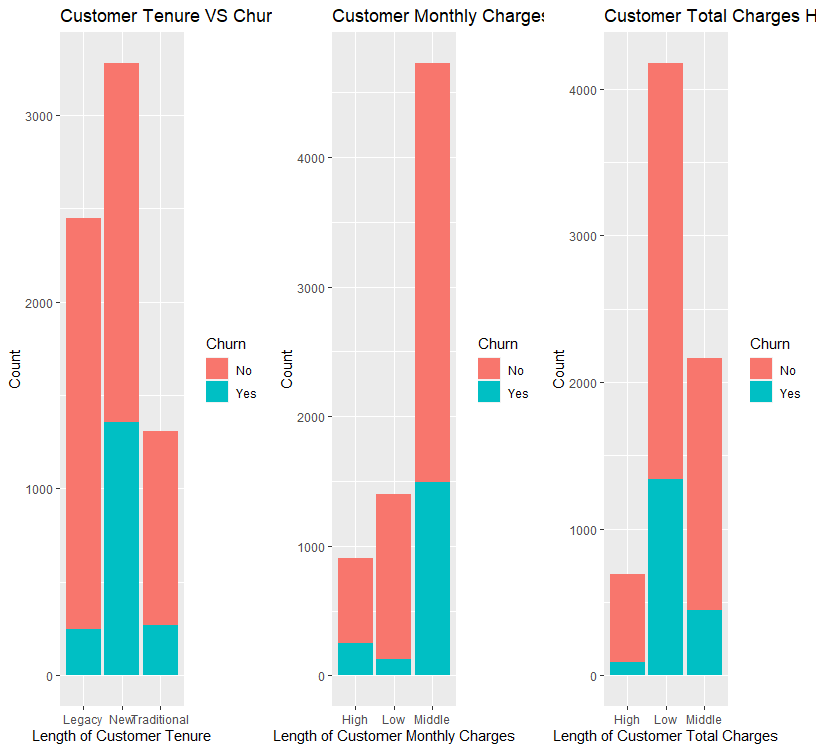 Customer Tenure VS Chur
3000
2000
1000
0
Count
Legacy
New
Traditional
Length of Customer Tenure
Churn
No
Yes
Customer Monthly Charges
4000
3000
2000
1000
0
Count
High
Low
Middle
Length of Customer Monthly Charges
Churn
No
Yes
Customer Total Charges H
4000
3000
2000
1000
0
Count
High
Low
Middle
Length of Customer Total Charges
Churn
No
Yes